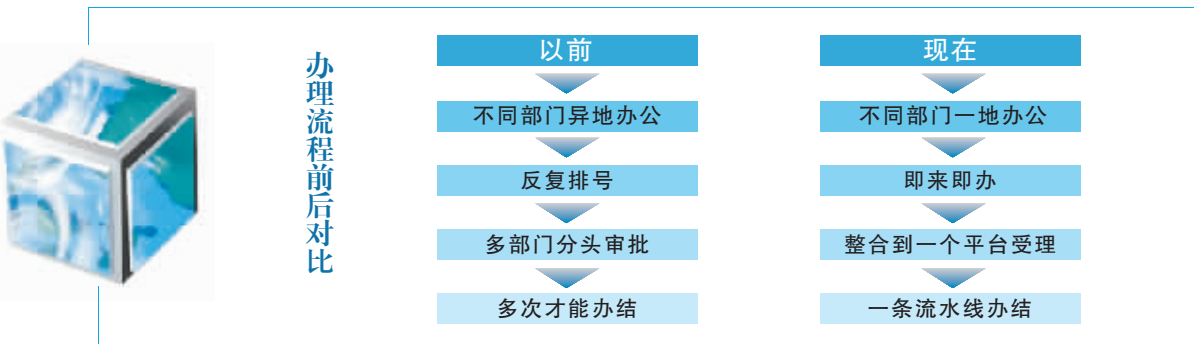 办理流程前后对比
以前
不同部门异地办公
反复排号
多部门分头审批
多次才能办结
现在
不同部门一地办公
即来即办
整合到一个平台受理
一条流水线办结